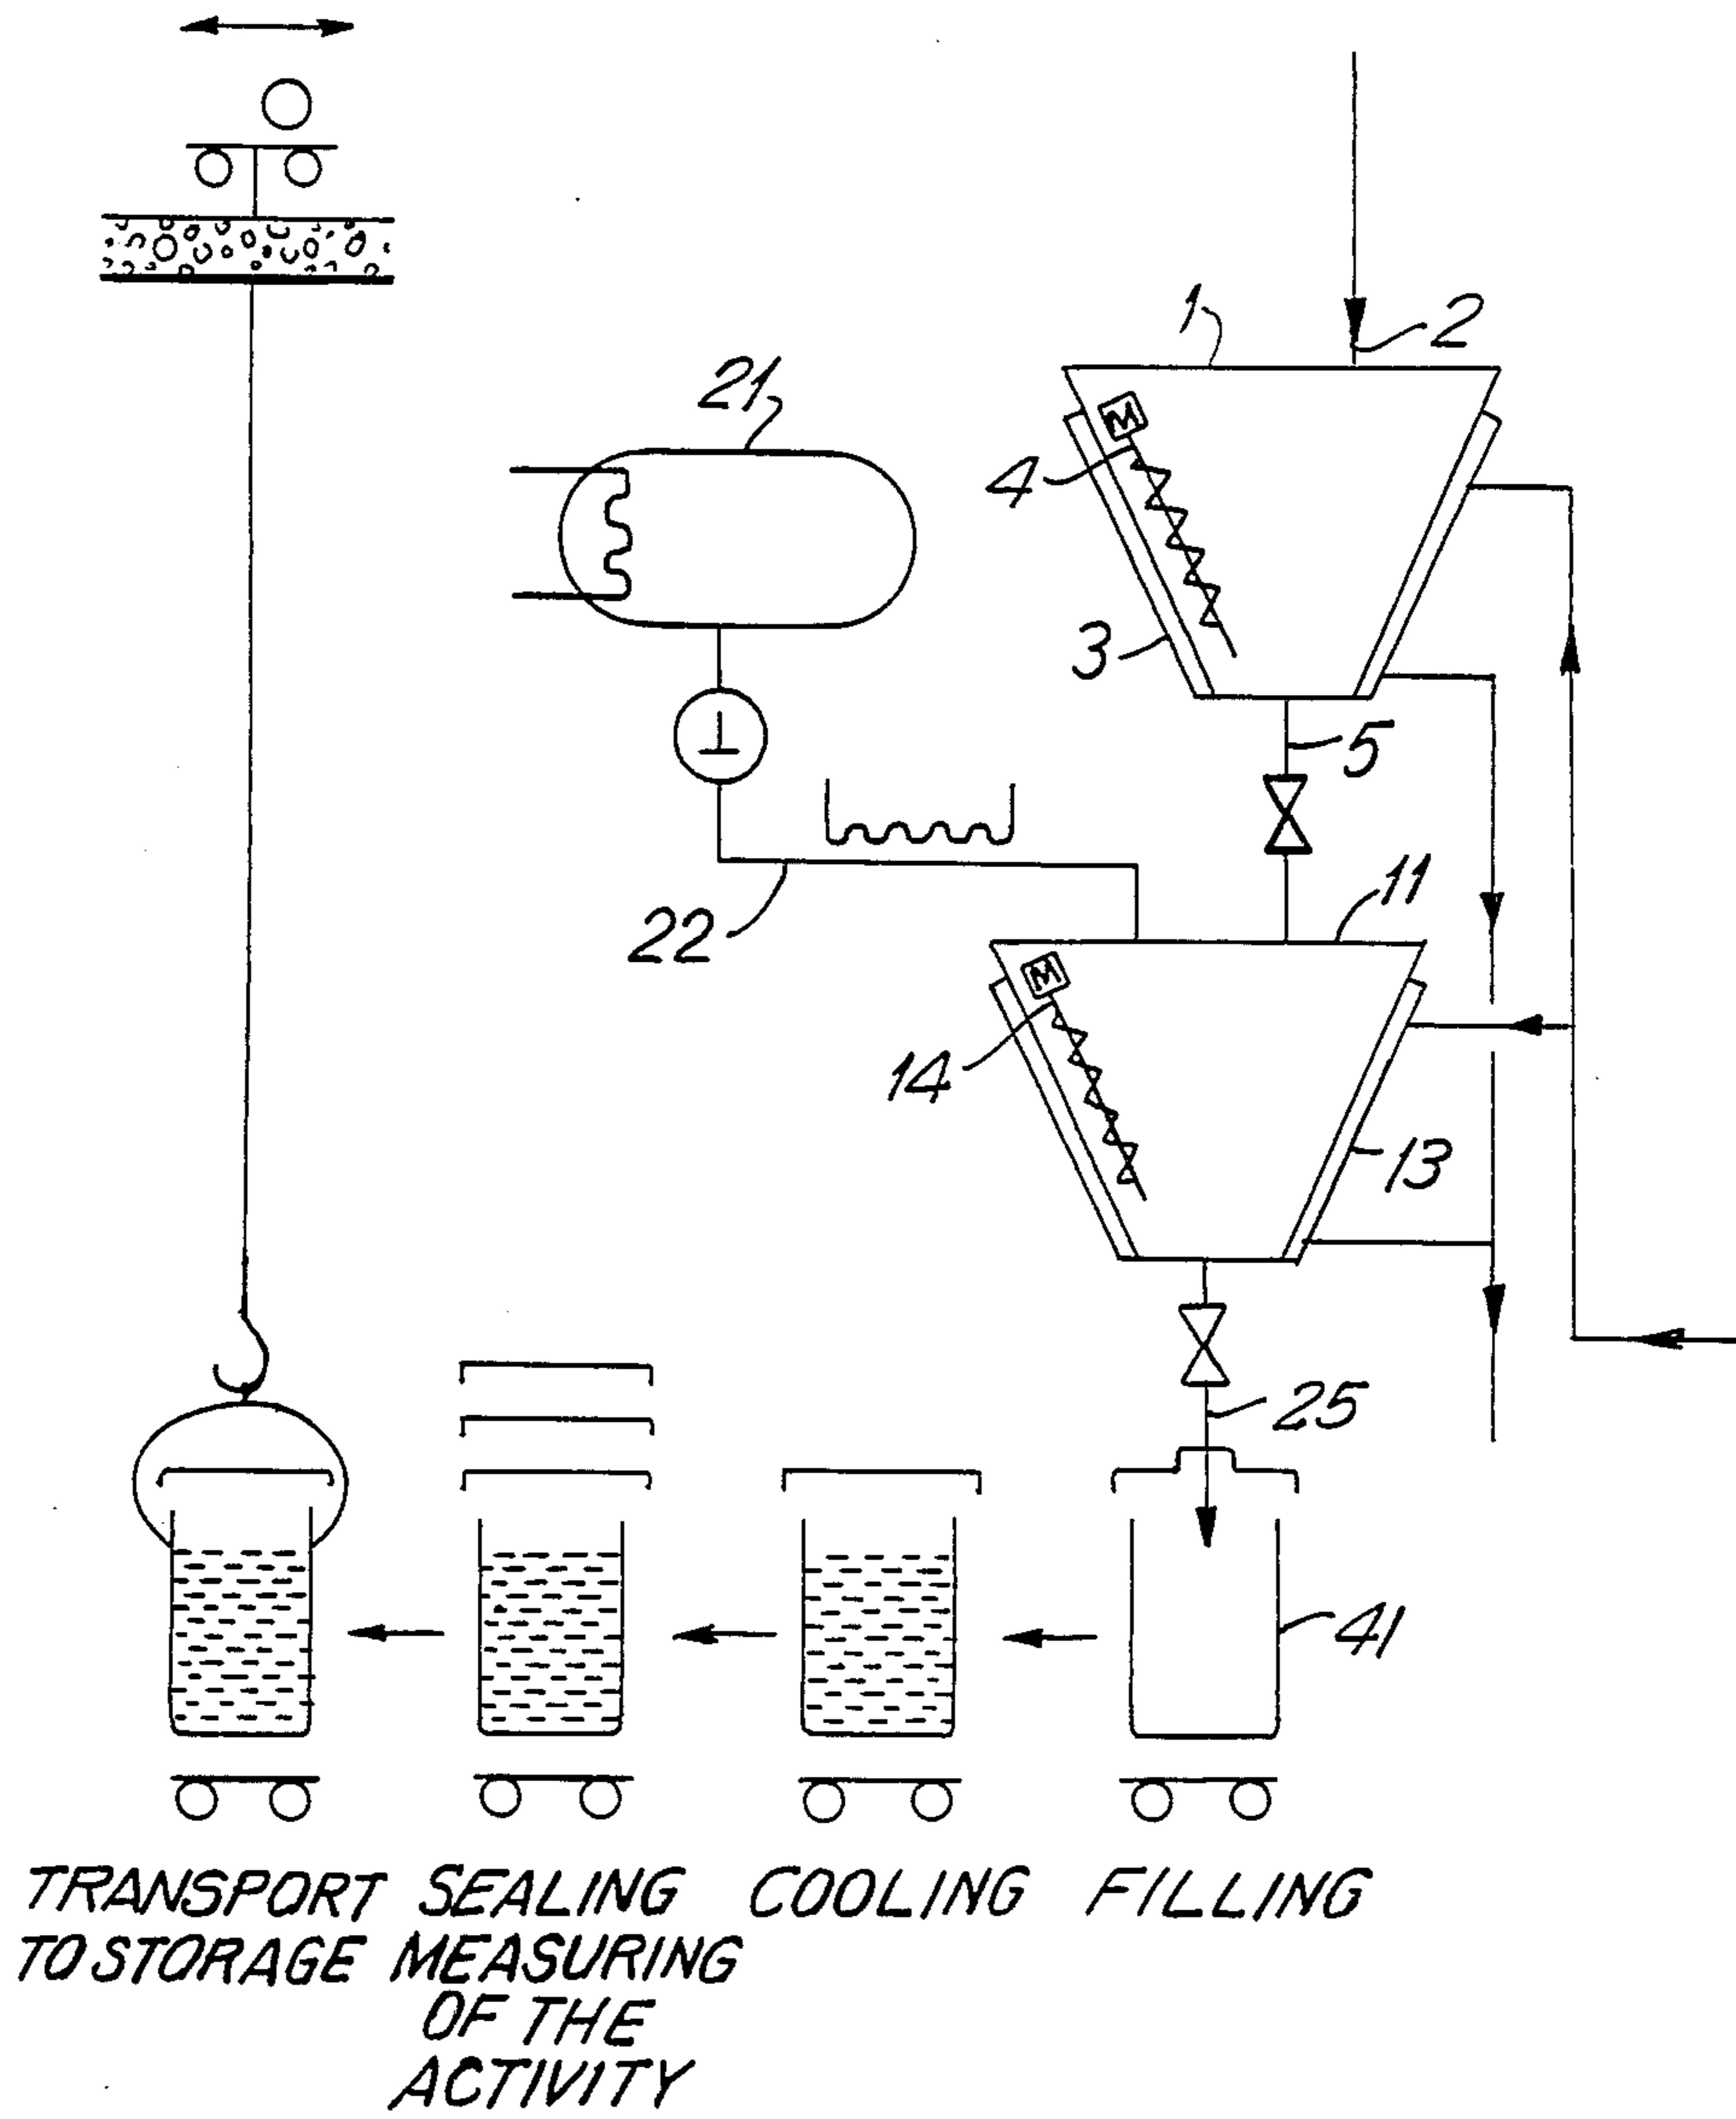 1
2
21
M
4
3
5
11
22
M
14
13
25
41
TRANSPORT SEALING COOLING FILLING
TO STORAGE MEASURING
OF THE
ACTIVITY